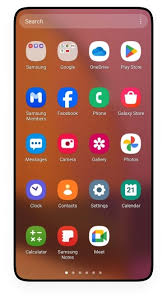 Search
Samsung Google OneDrive Play Store
Samsung Members Facebook Phone Galaxy Store
Messages Camera Gallery Photos
Clock Contacts Settings Calendar
21
Calculator Samsung Notes Meet